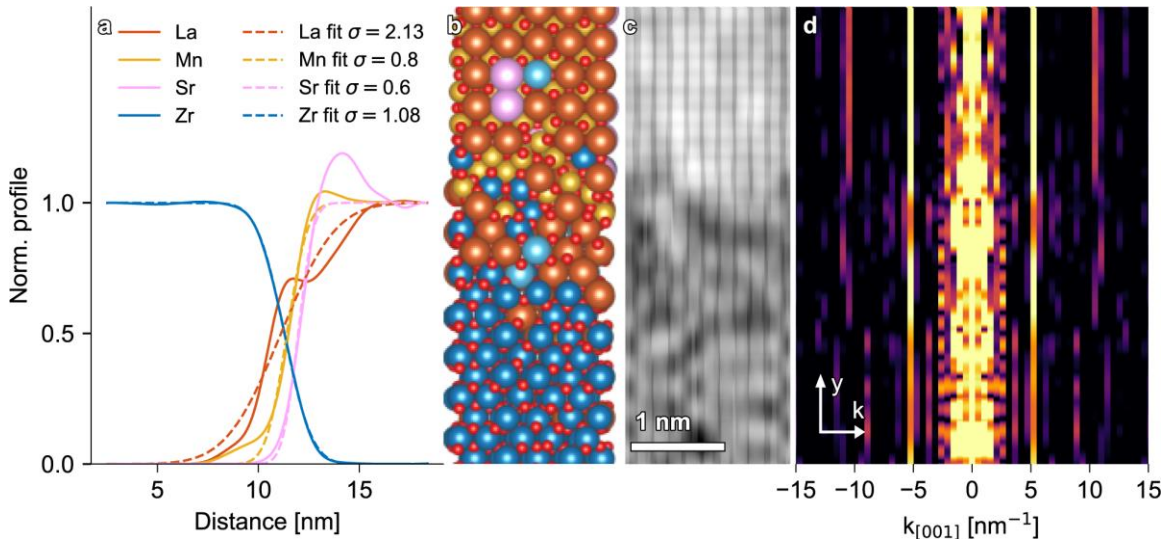 a
La
Mn
Sr
Zr
La fit σ = 2.13
Mn fit σ = 0.8
Sr fit σ = 0.6
Zr fit σ = 1.08
Norm. profile
1.0
0.5
0.0
5
10
15
Distance [nm]
b
c
1 nm
d
y
k
−15
−10
−5
0
5
10
15
k[001] [nm⁻¹]